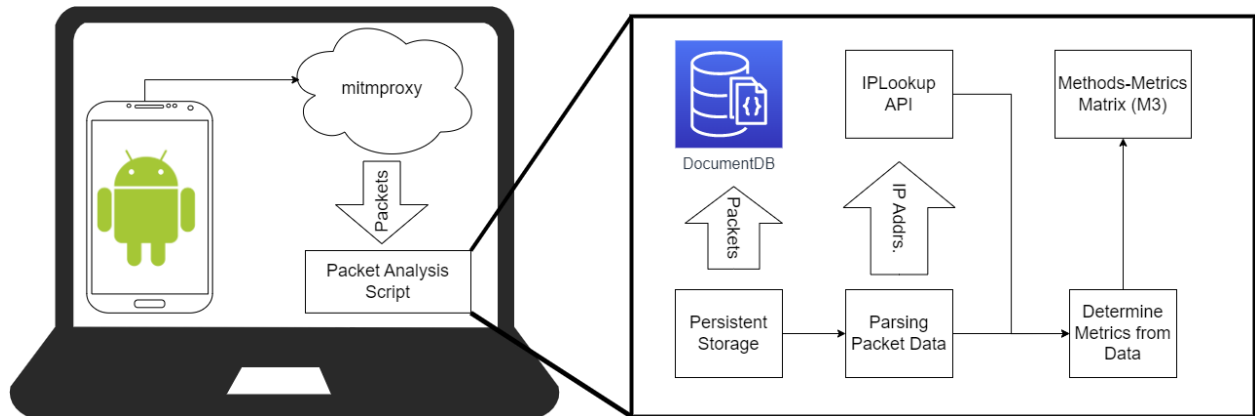 mitmproxy
Packets
Packet Analysis
Script
DocumentDB
Packets
Persistent
Storage
IPLookup
API
IP Addrs.
Parsing
Packet Data
Methods-Metrics
Matrix (M3)
Determine
Metrics from
Data